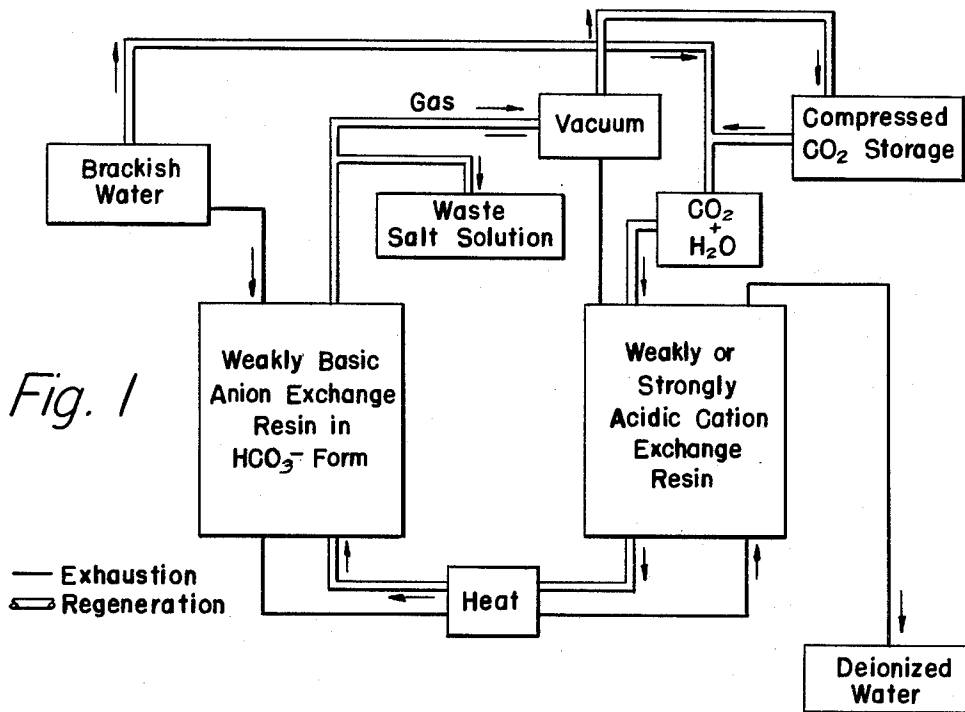 Gas
Vacuum
Compressed
CO₂ Storage
Brackish
Water
Waste
Salt Solution
CO₂
+
H₂O
Weakly Basic
Anion Exchange
Resin in
HCO₃⁻ Form
Weakly or
Strongly
Acidic Cation
Exchange
Resin
Fig. 1
Exhaustion
Regeneration
Heat
Deionized
Water